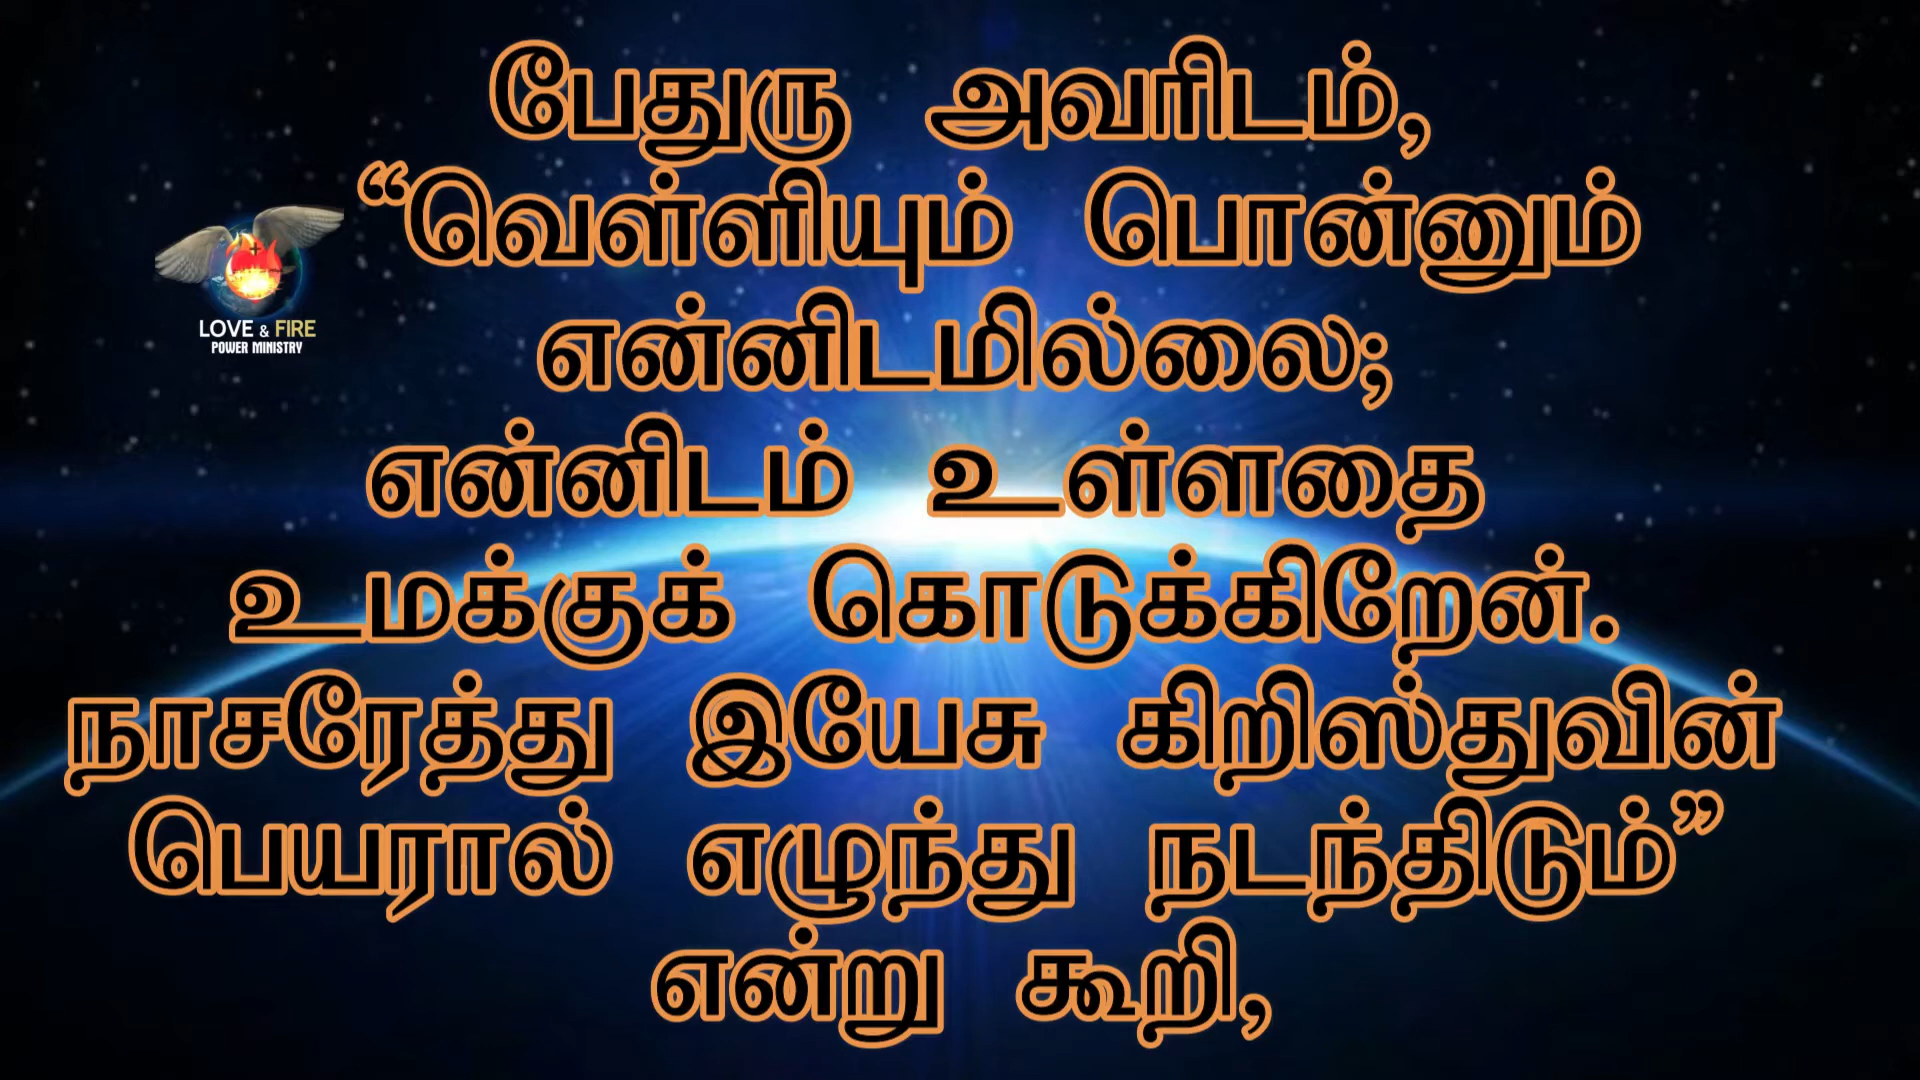 பேதுரு அவரிடம்,
“வெள்ளியும் பொன்னும்
என்னிடமில்லை;
என்னிடம் உள்ளதை
உமக்குக் கொடுக்கிறேன்.
நாசரேத்து இயேசு கிறிஸ்துவின்
பெயரால் எழுந்து நடந்திடும்”
என்று கூறி,
LOVE & FIRE
POWER MINISTRY